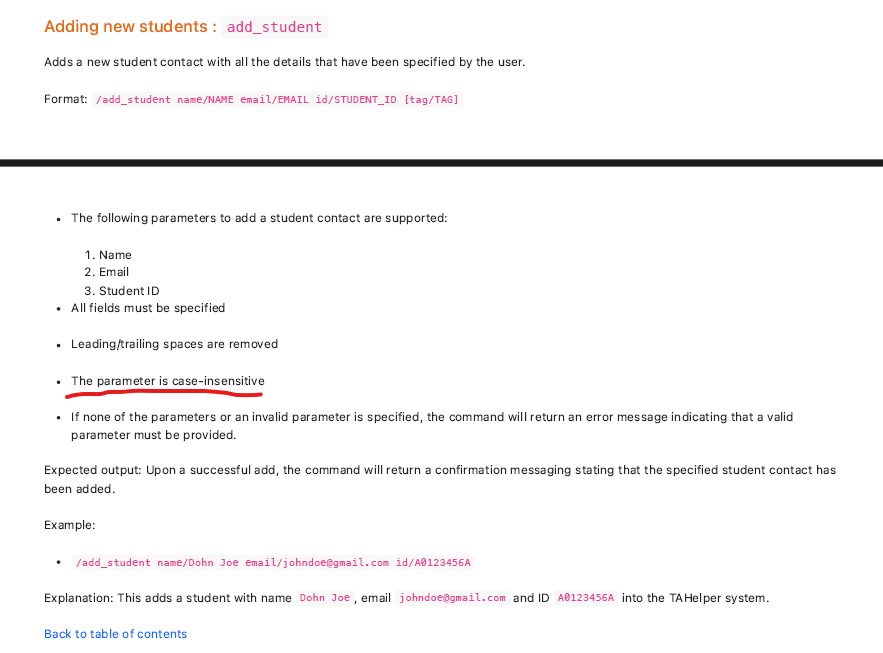 Adding new students : add_student
Adds a new student contact with all the details that have been specified by the user.
Format: /add_student name/NAME email/EMAIL id/STUDENT_ID [tag/TAG]
• The following parameters to add a student contact are supported:
1. Name
2. Email
3. Student ID
• All fields must be specified
• Leading/trailing spaces are removed
• The parameter is case-insensitive
• If none of the parameters or an invalid parameter is specified, the command will return an error message indicating that a valid
parameter must be provided.
Expected output: Upon a successful add, the command will return a confirmation messaging stating that the specified student contact has
been added.
Example:
• /add_student name/Dohn Joe email/johndoe@gmail.com id/A0123456A
Explanation: This adds a student with name Dohn Joe, email johndoe@gmail.com and ID A0123456A into the TAHelper system.
Back to table of contents